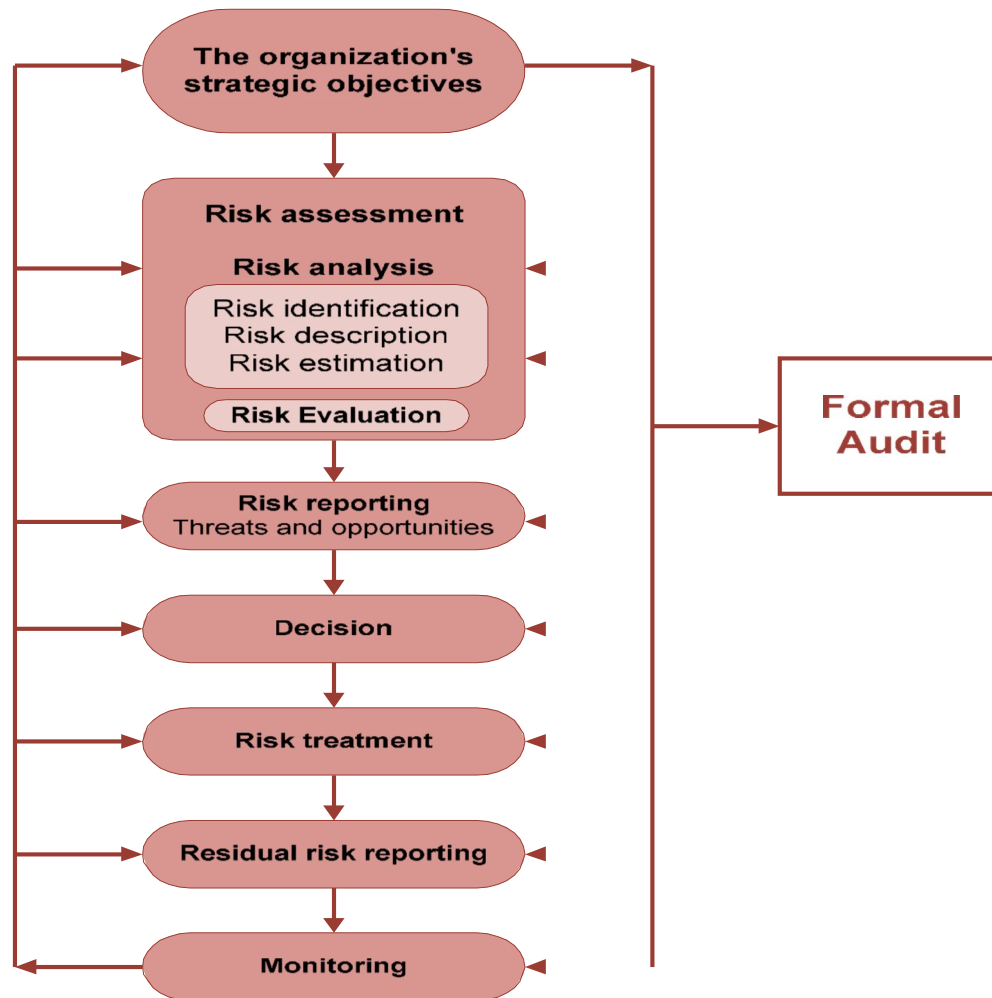 The organization's
strategic objectives
Risk assessment
Risk analysis
Risk identification
Risk description
Risk estimation
Risk Evaluation
Risk reporting
Threats and opportunities
Decision
Risk treatment
Residual risk reporting
Monitoring
Formal
Audit